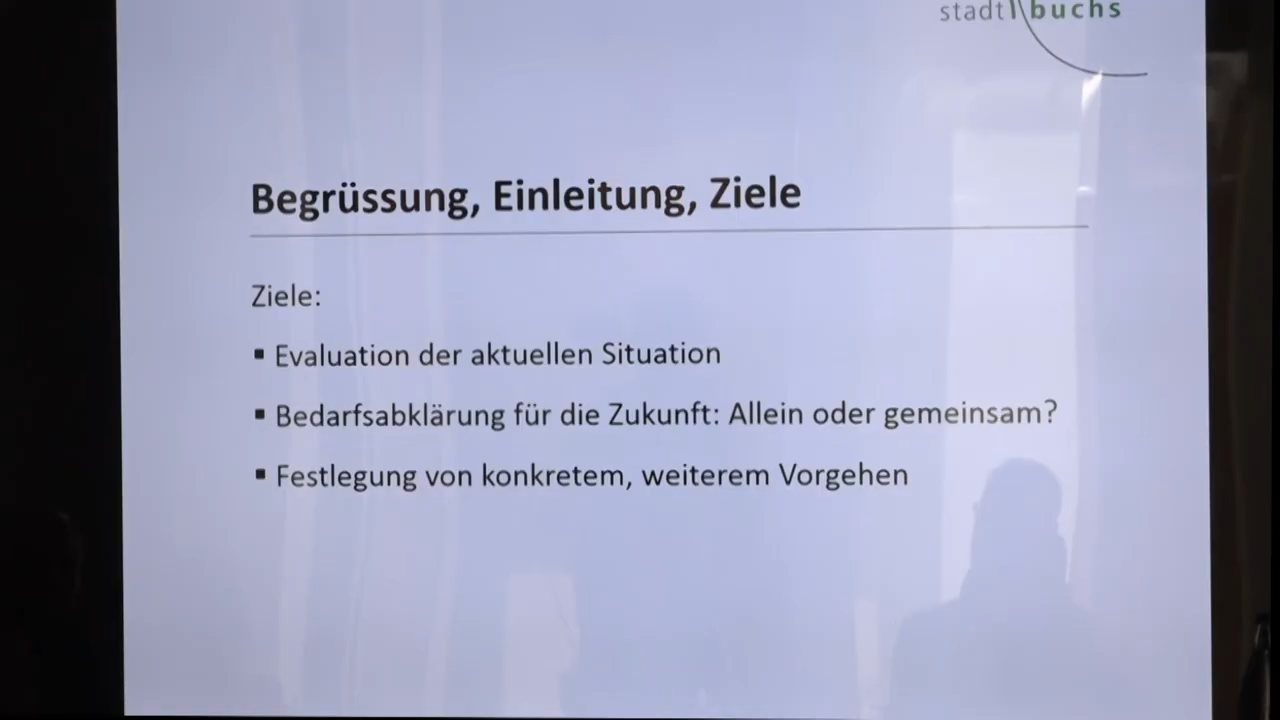 stadt buchs
Begrüssung, Einleitung, Ziele
Ziele:
▪ Evaluation der aktuellen Situation
▪ Bedarfsabklärung für die Zukunft: Allein oder gemeinsam?
▪ Festlegung von konkretem, weiterem Vorgehen